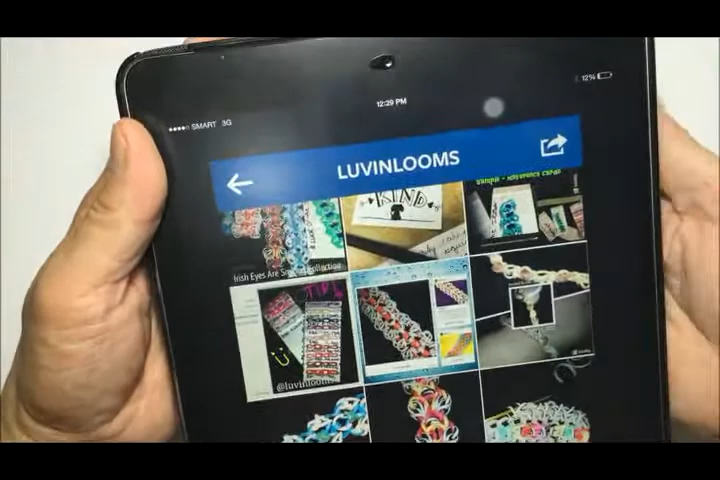 12%
12:29 PM
SMART 3G
LUVINLOOMS
KIND
Irish Eyes Are Smiling Collection
@luvinlooms